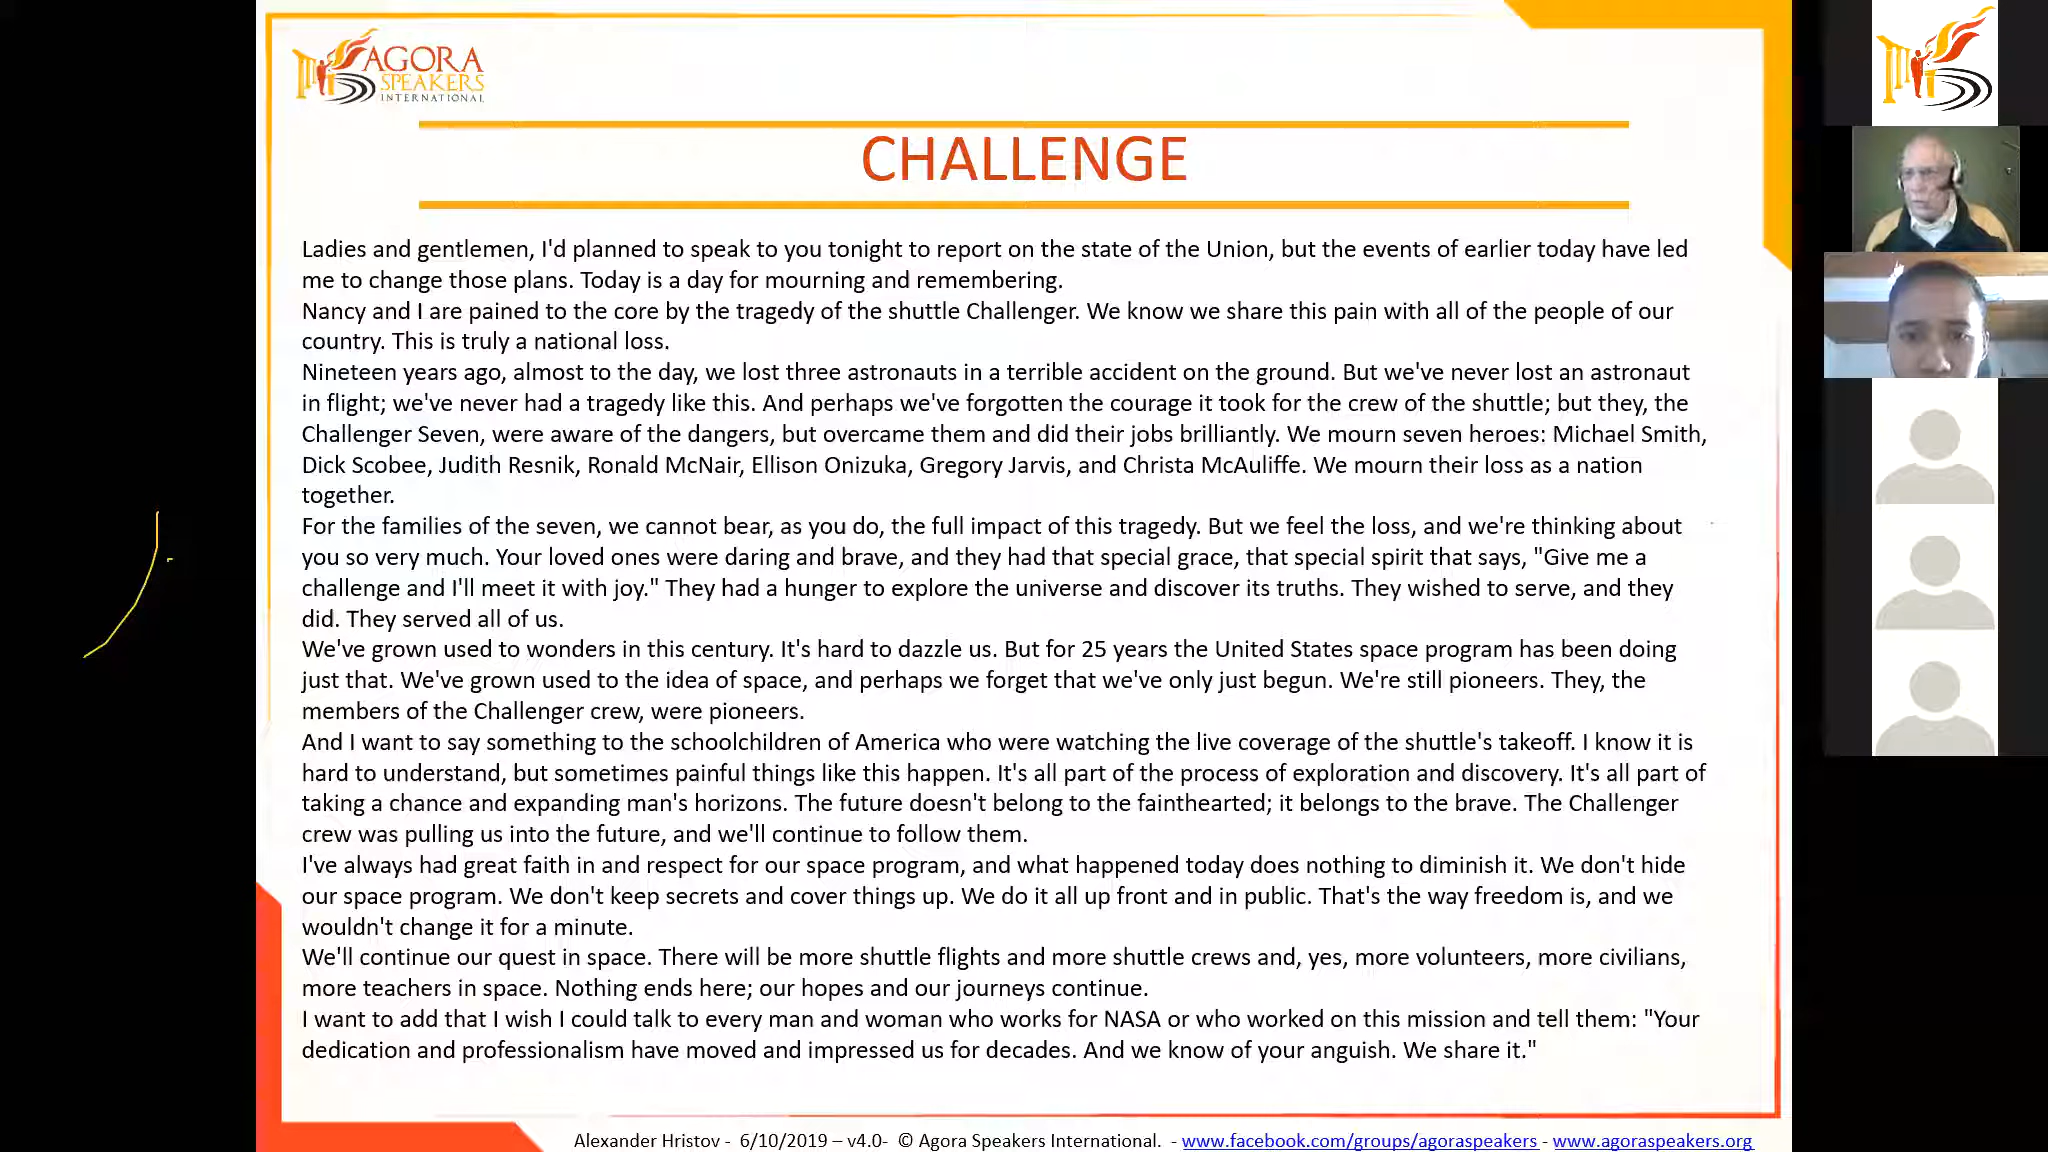 AGORA
SPEAKERS
INTERNATIONAL
CHALLENGE
Ladies and gentlemen, I'd planned to speak to you tonight to report on the state of the Union, but the events of earlier today have led
me to change those plans. Today is a day for mourning and remembering.
Nancy and I are pained to the core by the tragedy of the shuttle Challenger. We know we share this pain with all of the people of our
country. This is truly a national loss.
Nineteen years ago, almost to the day, we lost three astronauts in a terrible accident on the ground. But we've never lost an astronaut
in flight; we've never had a tragedy like this. And perhaps we've forgotten the courage it took for the crew of the shuttle; but they, the
Challenger Seven, were aware of the dangers, but overcame them and did their jobs brilliantly. We mourn seven heroes: Michael Smith,
Dick Scobee, Judith Resnik, Ronald McNair, Ellison Onizuka, Gregory Jarvis, and Christa McAuliffe. We mourn their loss as a nation
together.
For the families of the seven, we cannot bear, as you do, the full impact of this tragedy. But we feel the loss, and we're thinking about
you so very much. Your loved ones were daring and brave, and they had that special grace, that special spirit that says, "Give me a
challenge and I'll meet it with joy." They had a hunger to explore the universe and discover its truths. They wished to serve, and they
did. They served all of us.
We've grown used to wonders in this century. It's hard to dazzle us. But for 25 years the United States space program has been doing
just that. We've grown used to the idea of space, and perhaps we forget that we've only just begun. We're still pioneers. They, the
members of the Challenger crew, were pioneers.
And I want to say something to the schoolchildren of America who were watching the live coverage of the shuttle's takeoff. I know it is
hard to understand, but sometimes painful things like this happen. It's all part of the process of exploration and discovery. It's all part of
taking a chance and expanding man's horizons. The future doesn't belong to the fainthearted; it belongs to the brave. The Challenger
crew was pulling us into the future, and we'll continue to follow them.
I've always had great faith in and respect for our space program, and what happened today does nothing to diminish it. We don't hide
our space program. We don't keep secrets and cover things up. We do it all up front and in public. That's the way freedom is, and we
wouldn't change it for a minute.
We'll continue our quest in space. There will be more shuttle flights and more shuttle crews and, yes, more volunteers, more civilians,
more teachers in space. Nothing ends here; our hopes and our journeys continue.
I want to add that I wish I could talk to every man and woman who works for NASA or who worked on this mission and tell them: "Your
dedication and professionalism have moved and impressed us for decades. And we know of your anguish. We share it."
Alexander Hristov - 6/10/2019 – v4.0- © Agora Speakers International. - www.facebook.com/groups/agoraspeakers - www.agoraspeakers.org